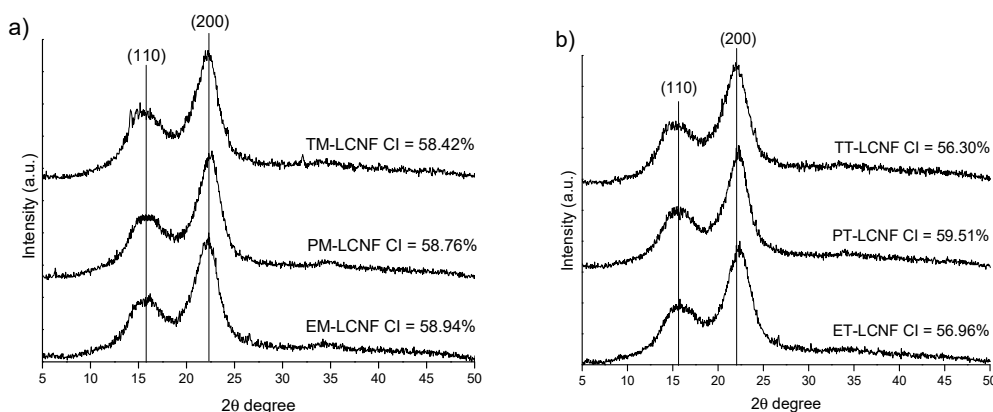 a)
(200)
(110)
TM-LCNF CI = 58.42%
PM-LCNF CI = 58.76%
EM-LCNF CI = 58.94%
Intensity (a.u.)
5 10 15 20 25 30 35 40 45 50
2θ degree
b)
(200)
(110)
TT-LCNF CI = 56.30%
PT-LCNF CI = 59.51%
ET-LCNF CI = 56.96%
Intensity (a.u.)
5 10 15 20 25 30 35 40 45 50
2θ degree